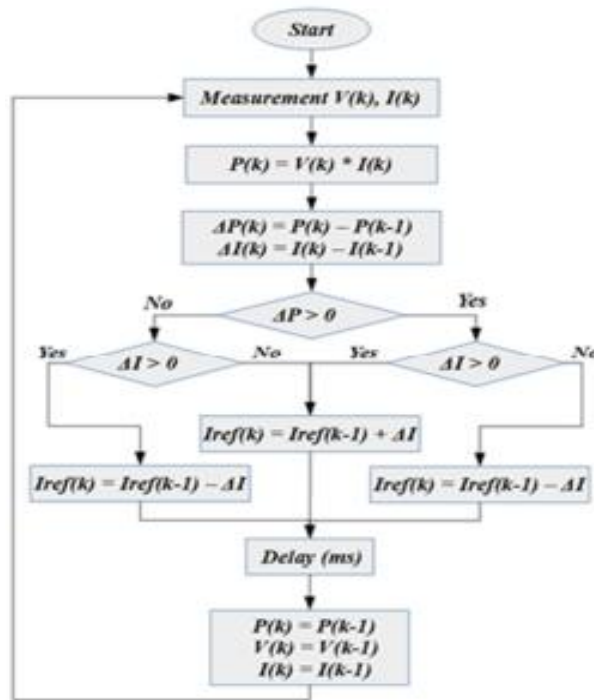 Start
Measurement V(k), I(k)
P(k) = V(k) * I(k)
ΔP(k) = P(k) – P(k-1)
ΔI(k) = I(k) – I(k-1)
No
ΔP > 0
Yes
Yes
ΔI > 0
No
Yes
ΔI > 0
No
Iref(k) = Iref(k-1) + ΔI
Iref(k) = Iref(k-1) – ΔI
Iref(k) = Iref(k-1) – ΔI
Delay (ms)
P(k) = P(k-1)
V(k) = V(k-1)
I(k) = I(k-1)